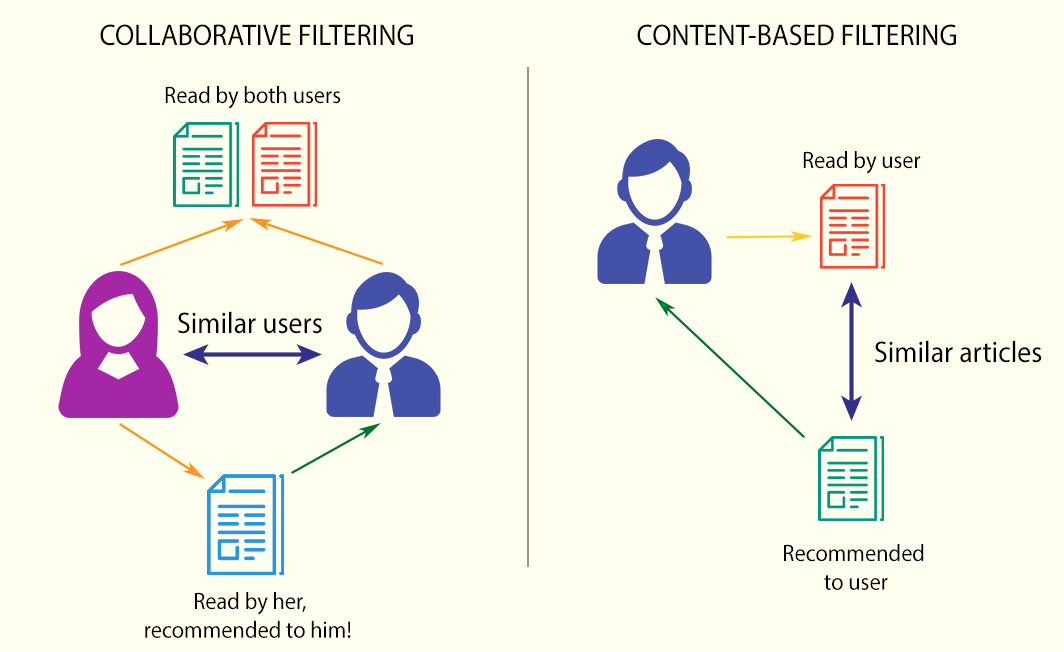 COLLABORATIVE FILTERING
Read by both users
Similar users
Read by her,
recommended to him!
CONTENT-BASED FILTERING
Read by user
Similar articles
Recommended
to user